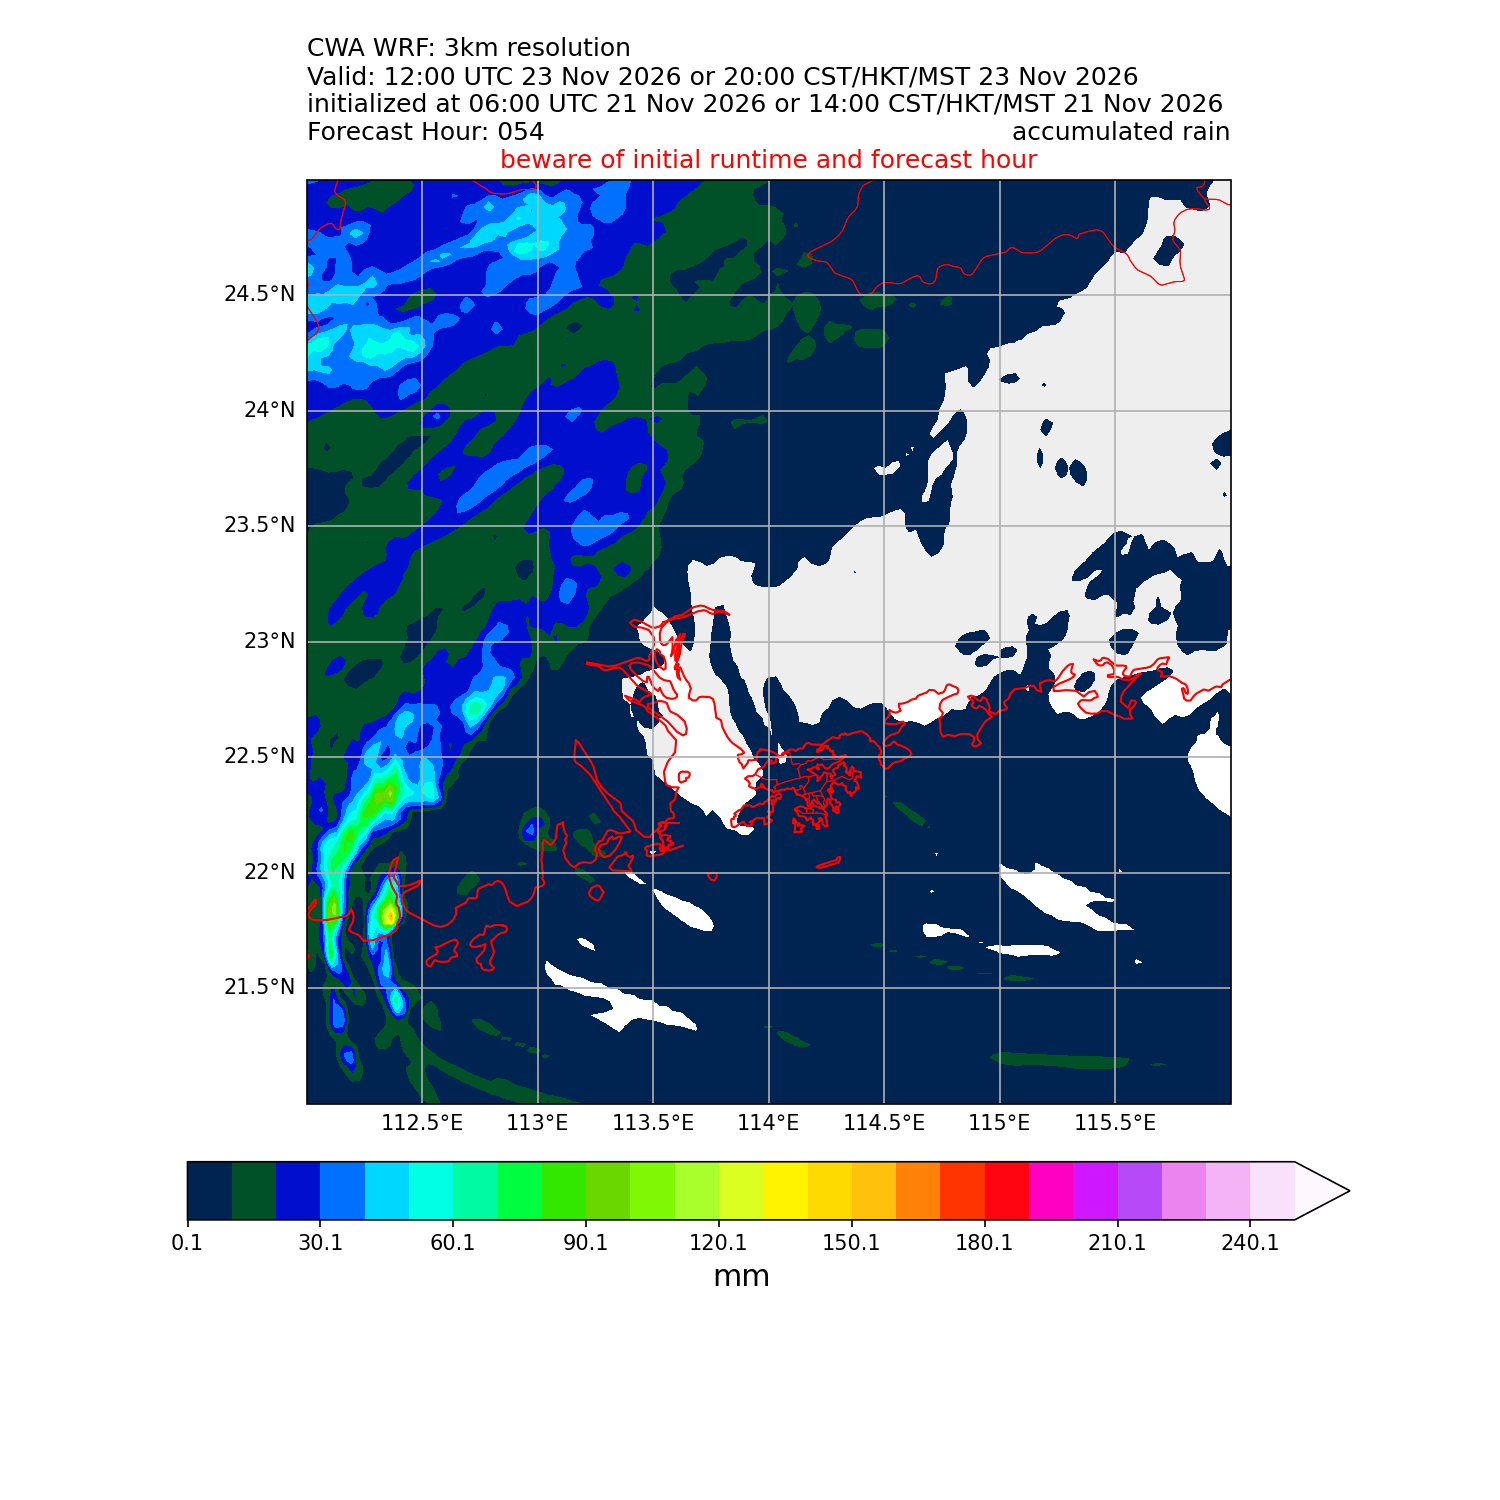 CWA WRF: 3km resolution
Valid: 12:00 UTC 23 Nov 2026 or 20:00 CST/HKT/MST 23 Nov 2026
initialized at 06:00 UTC 21 Nov 2026 or 14:00 CST/HKT/MST 21 Nov 2026
Forecast Hour: 054 accumulated rain
beware of initial runtime and forecast hour
24.5°N
24°N
23.5°N
23°N
22.5°N
22°N
21.5°N
112.5°E 113°E 113.5°E 114°E 114.5°E 115°E 115.5°E
0.1 30.1 60.1 90.1 120.1 150.1 180.1 210.1 240.1
mm